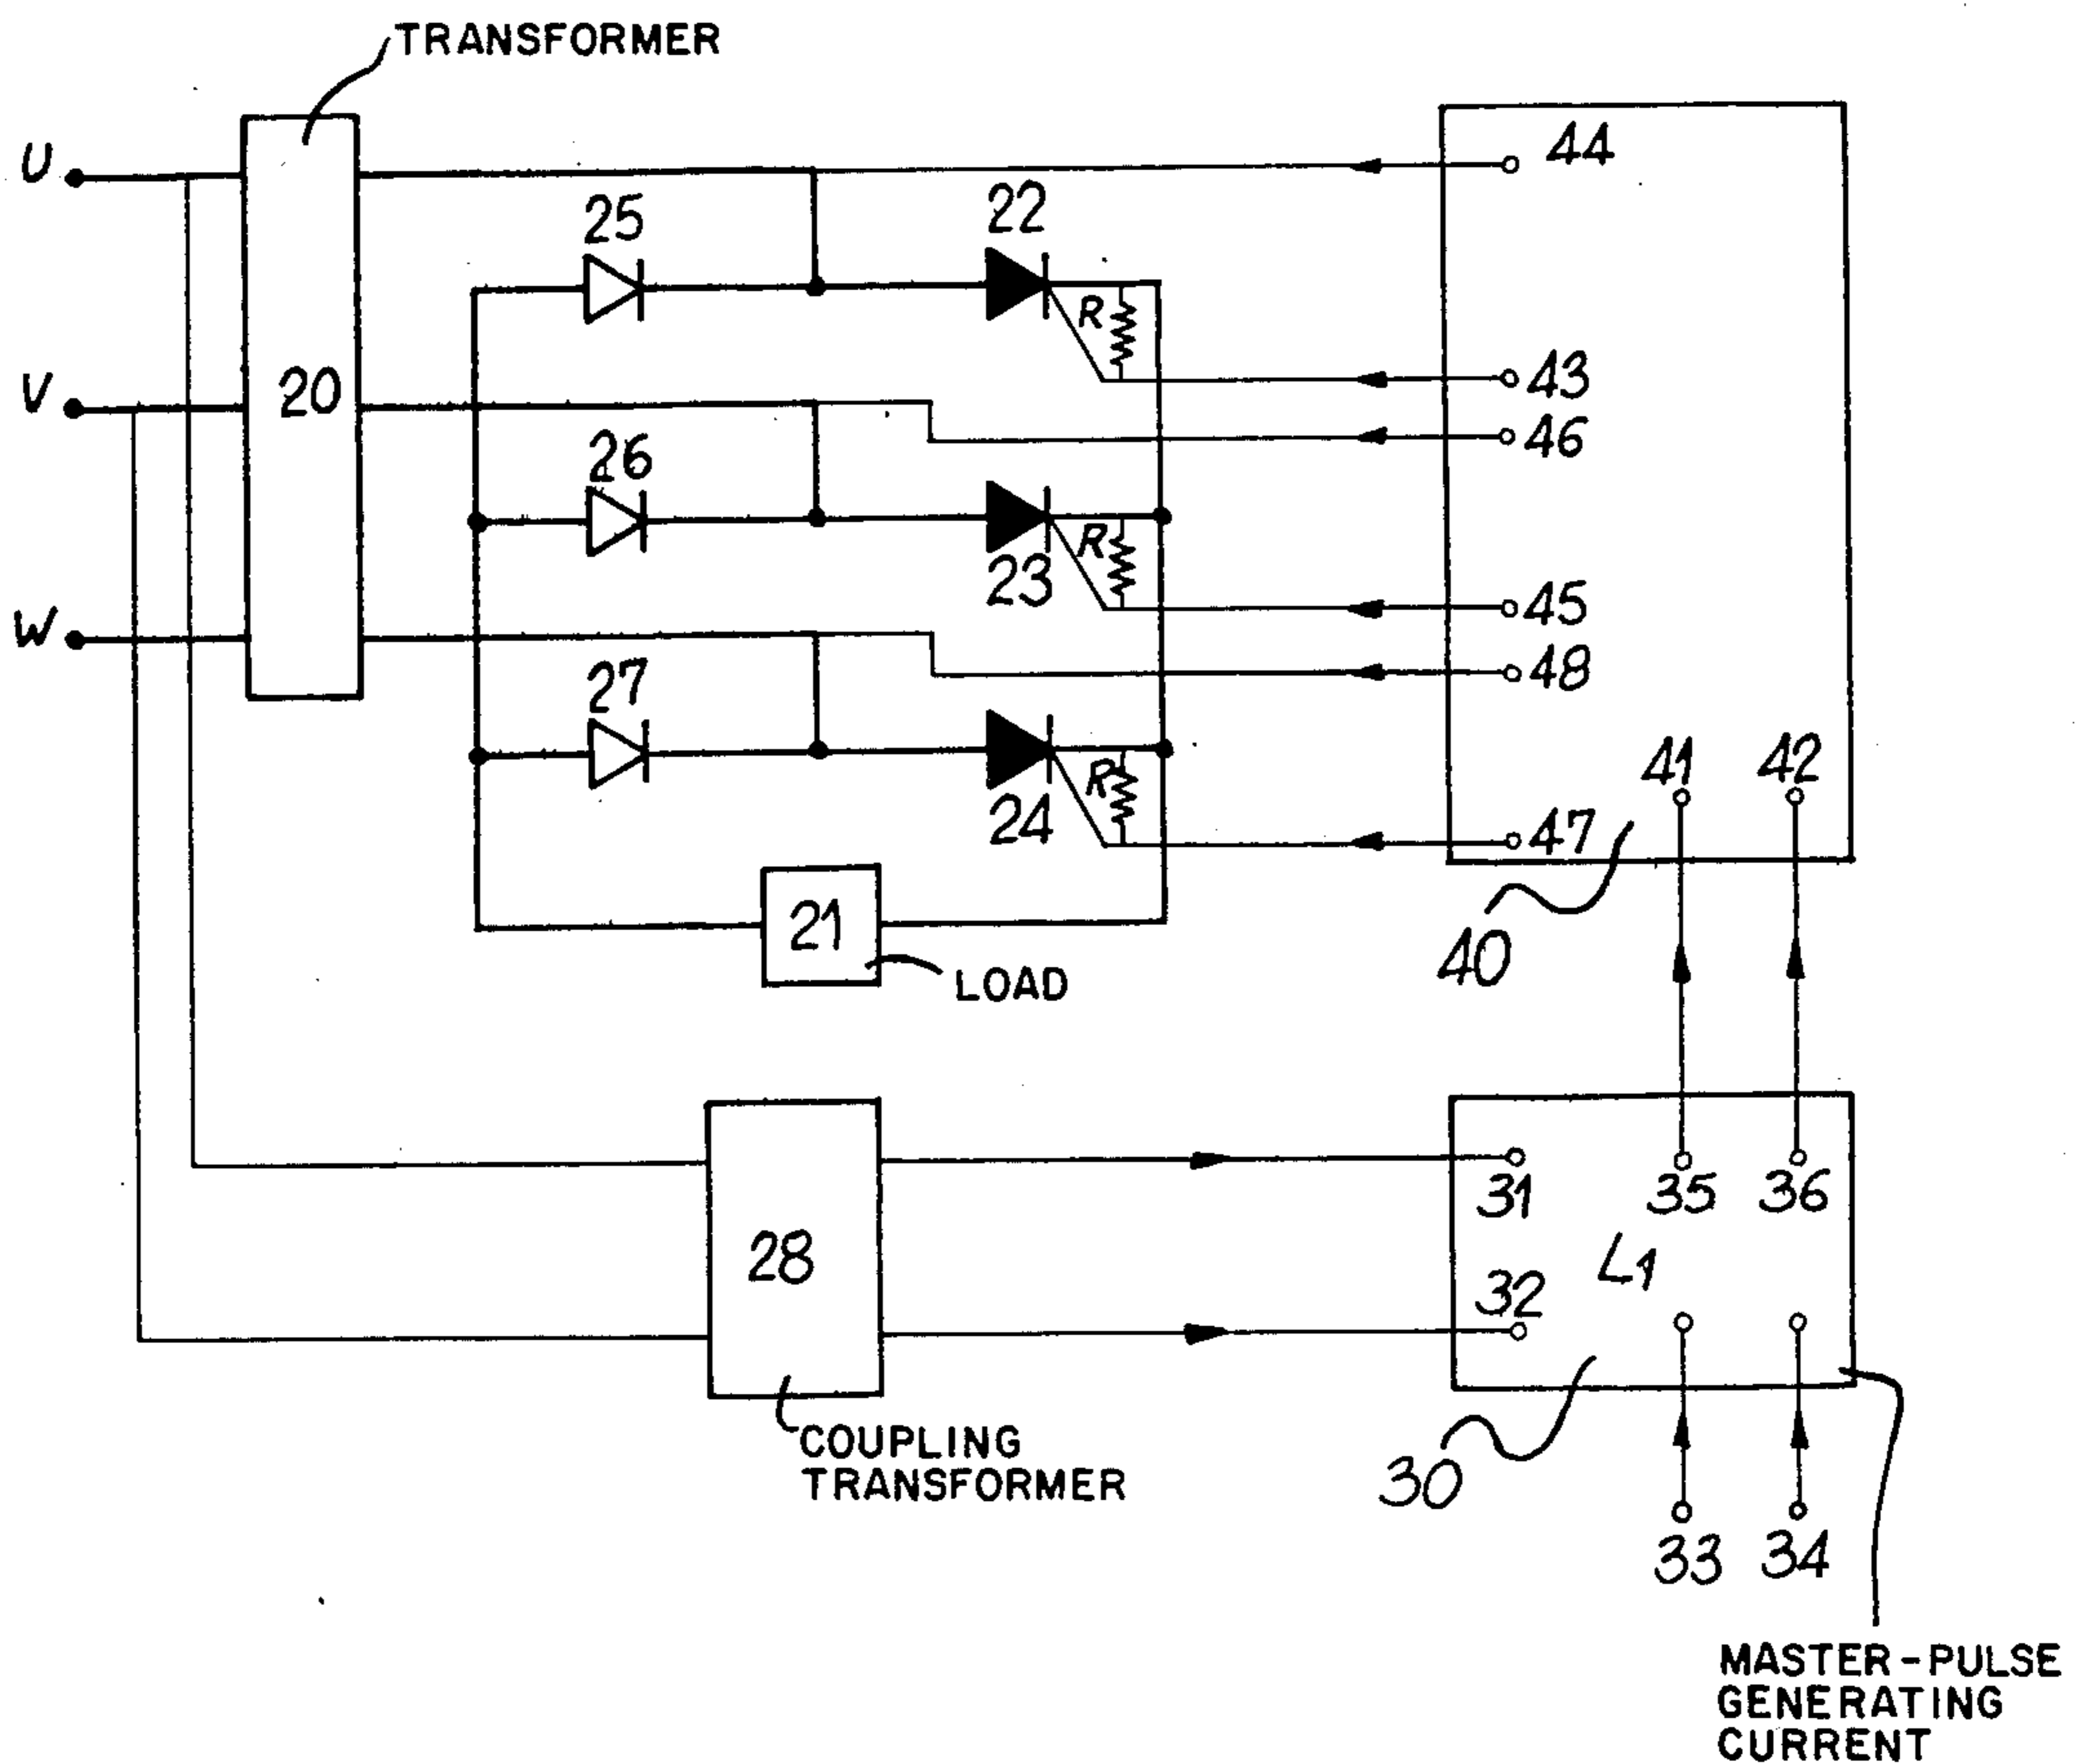 TRANSFORMER
U
44
25
22
R
V
20
43
46
26
R
23
45
W
48
27
41
42
R
24
47
21
40
LOAD
31
35
36
28
L1
32
COUPLING
TRANSFORMER
30
33
34
MASTER-PULSE
GENERATING
CURRENT